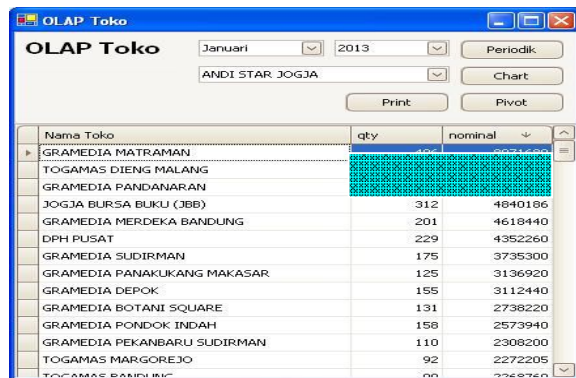 OLAP Toko
OLAP Toko Januari 2013 Periodik
ANDI STAR JOGJA Chart
Print Pivot
Nama Toko qty nominal
GRAMEDIA MATRAMAN
TOGAMAS DIENG MALANG
GRAMEDIA PANDANARAN
JOGJA BURSA BUKU (JBB) 312 4840186
GRAMEDIA MERDEKA BANDUNG 201 4618440
DPH PUSAT 229 4352260
GRAMEDIA SUDIRMAN 175 3735300
GRAMEDIA PANAKUKANG MAKASAR 125 3136920
GRAMEDIA DEPOK 155 3112440
GRAMEDIA BOTANI SQUARE 131 2738220
GRAMEDIA PONDOK INDAH 158 2573940
GRAMEDIA PEKANBARU SUDIRMAN 110 2308200
TOGAMAS MARGOREJO 92 2272205
TOGAMAS BANDUNG